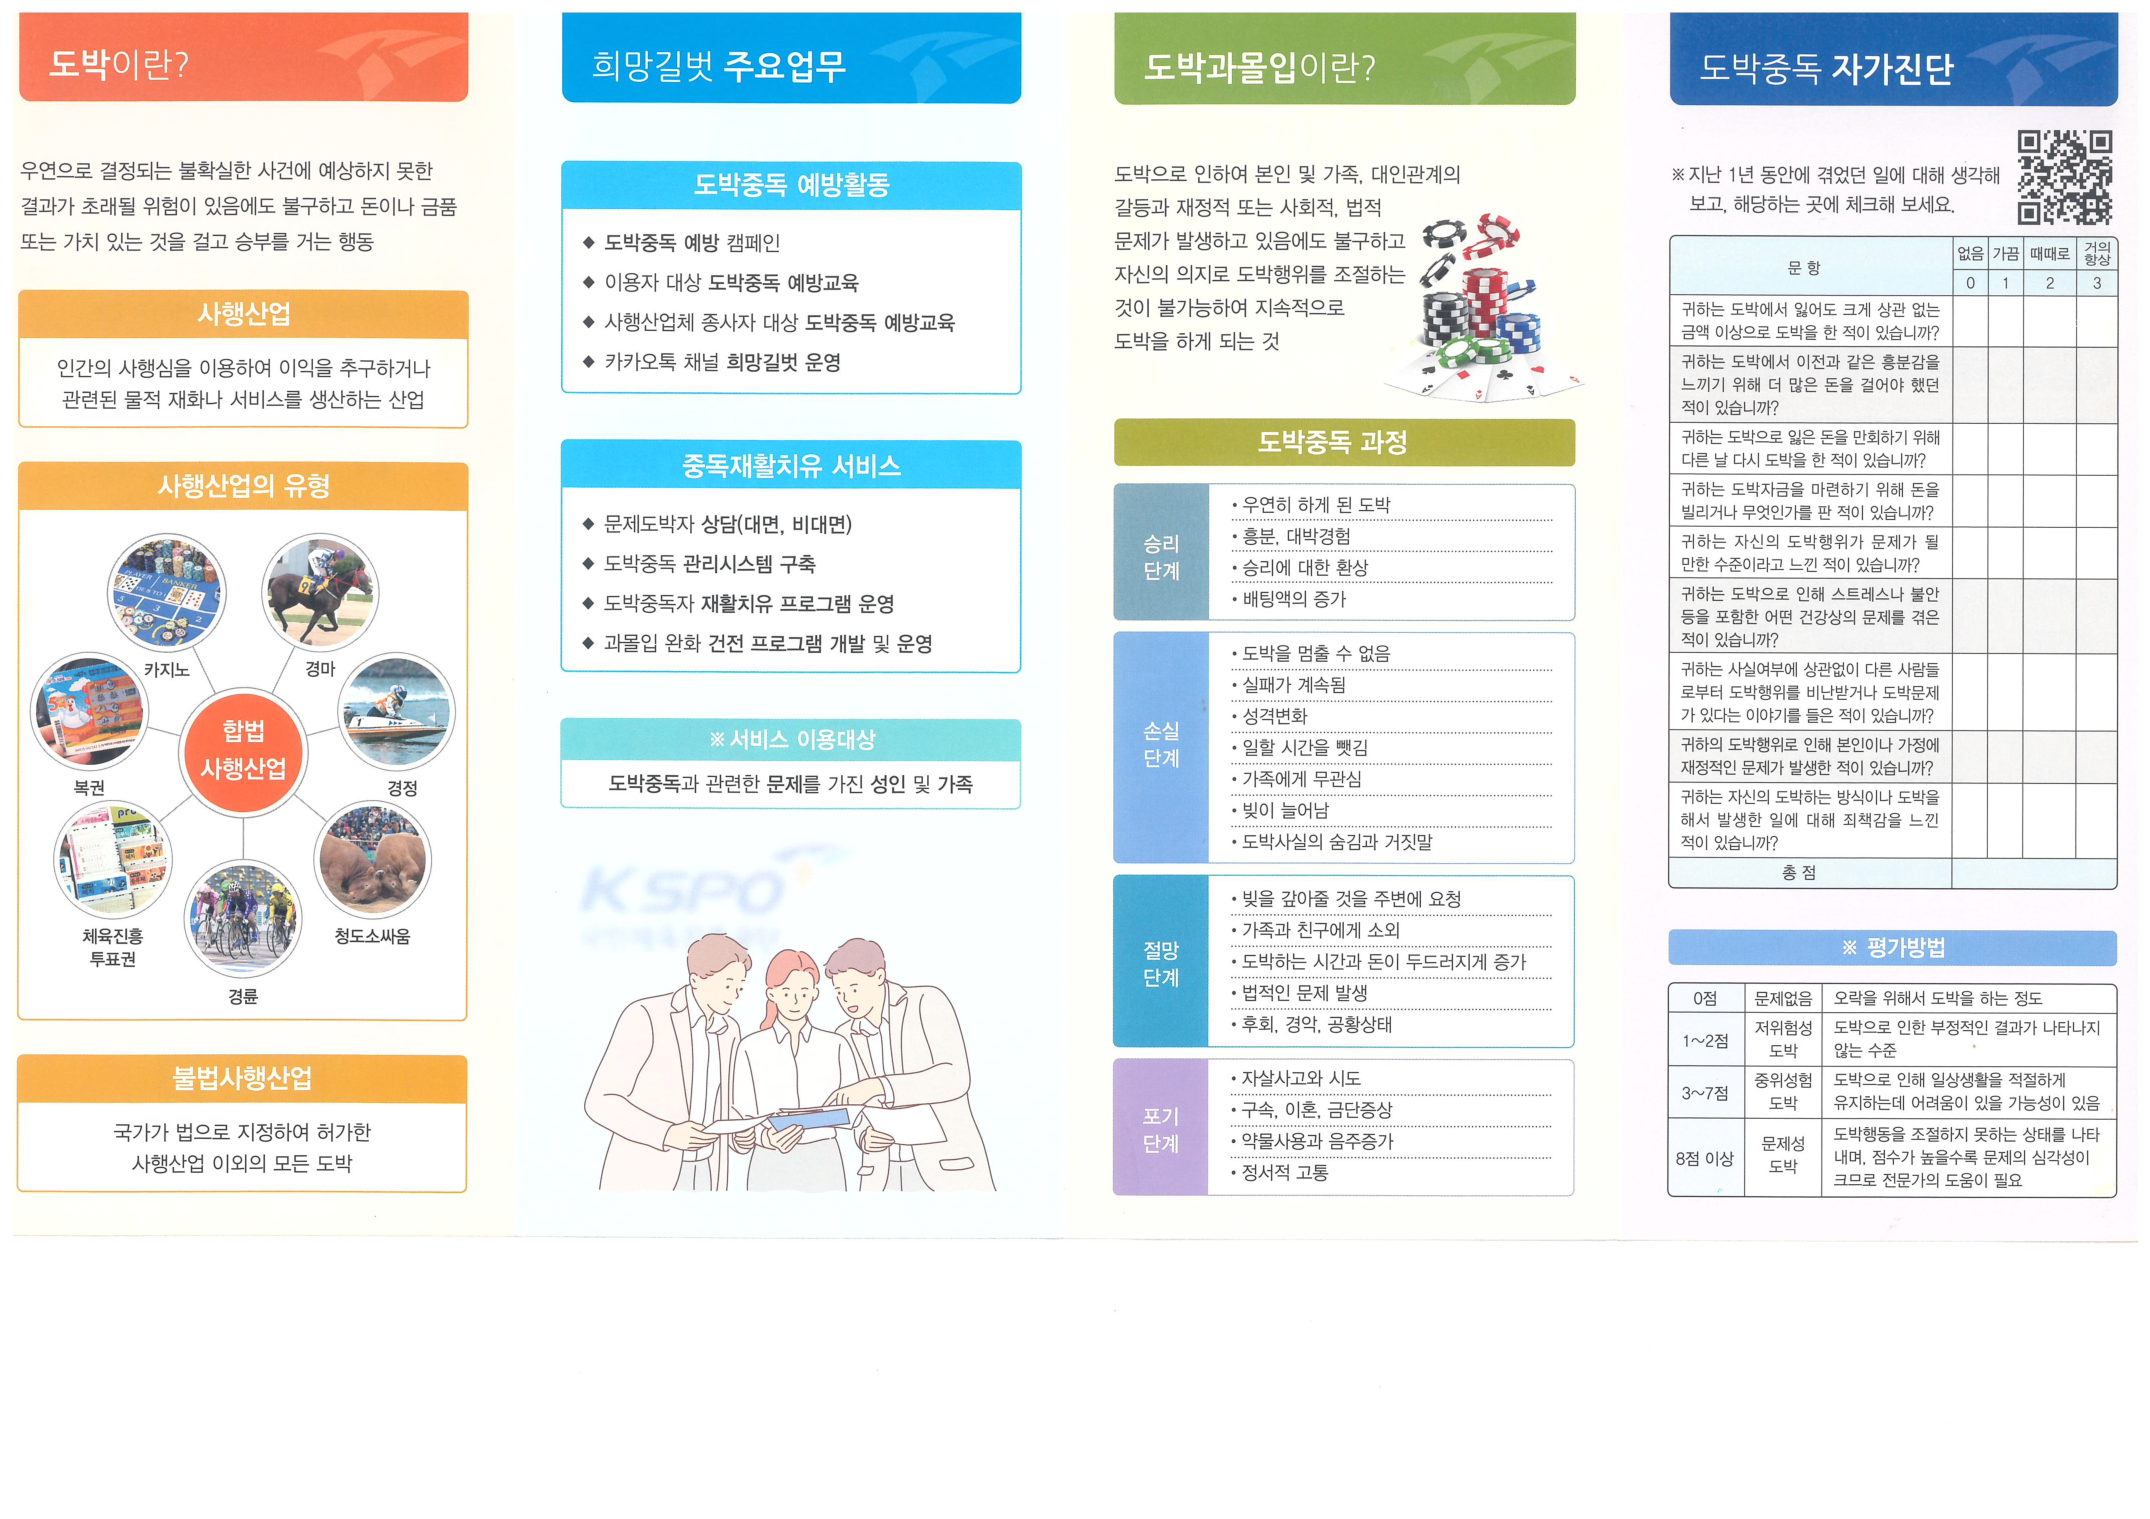 도박이란?
우연으로 결정되는 불확실한 사건에 예상하지 못한
결과가 초래될 위험이 있음에도 불구하고 돈이나 금품
또는 가치 있는 것을 걸고 승부를 거는 행동
사행산업
인간의 사행심을 이용하여 이익을 추구하거나
관련된 물적 재화나 서비스를 생산하는 산업
사행산업의 유형
카지노
경마
복권
합법
사행산업
경정
체육진흥
투표권
청도소싸움
경륜
불법사행산업
국가가 법으로 지정하여 허가한
사행산업 이외의 모든 도박
희망길벗 주요업무
도박중독 예방활동
◆ 도박중독 예방 캠페인
◆ 이용자 대상 도박중독 예방교육
◆ 사행산업체 종사자 대상 도박중독 예방교육
◆ 카카오톡 채널 희망길벗 운영
중독재활치유 서비스
◆ 문제도박자 상담(대면, 비대면)
◆ 도박중독 관리시스템 구축
◆ 도박중독자 재활치유 프로그램 운영
◆ 과몰입 완화 건전 프로그램 개발 및 운영
※ 서비스 이용대상
도박중독과 관련한 문제를 가진 성인 및 가족
KSPO
도박과몰입이란?
도박으로 인하여 본인 및 가족, 대인관계의
갈등과 재정적 또는 사회적, 법적
문제가 발생하고 있음에도 불구하고
자신의 의지로 도박행위를 조절하는
것이 불가능하여 지속적으로
도박을 하게 되는 것
도박중독 과정
승리
단계
• 우연히 하게 된 도박
• 흥분, 대박경험
• 승리에 대한 환상
• 배팅액의 증가
손실
단계
• 도박을 멈출 수 없음
• 실패가 계속됨
• 성격변화
• 일할 시간을 뺏김
• 가족에게 무관심
• 빚이 늘어남
• 도박사실의 숨김과 거짓말
절망
단계
• 빚을 갚아줄 것을 주변에 요청
• 가족과 친구에게 소외
• 도박하는 시간과 돈이 두드러지게 증가
• 법적인 문제 발생
• 후회, 경악, 공황상태
포기
단계
• 자살사고와 시도
• 구속, 이혼, 금단증상
• 약물사용과 음주증가
• 정서적 고통
도박중독 자가진단
※ 지난 1년 동안에 겪었던 일에 대해 생각해
보고, 해당하는 곳에 체크해 보세요.
문 항 없음 가끔 때때로 거의 항상
0 1 2 3
귀하는 도박에서 잃어도 크게 상관 없는
금액 이상으로 도박을 한 적이 있습니까?
귀하는 도박에서 이전과 같은 흥분감을
느끼기 위해 더 많은 돈을 걸어야 했던
적이 있습니까?
귀하는 도박으로 잃은 돈을 만회하기 위해
다른 날 다시 도박을 한 적이 있습니까?
귀하는 도박자금을 마련하기 위해 돈을
빌리거나 무엇인가를 판 적이 있습니까?
귀하는 자신의 도박행위가 문제가 될
만한 수준이라고 느낀 적이 있습니까?
귀하는 도박으로 인해 스트레스나 불안
등을 포함한 어떤 건강상의 문제를 겪은
적이 있습니까?
귀하는 사실여부에 상관없이 다른 사람들
로부터 도박행위를 비난받거나 도박문제
가 있다는 이야기를 들은 적이 있습니까?
귀하의 도박행위로 인해 본인이나 가정에
재정적인 문제가 발생한 적이 있습니까?
귀하는 자신의 도박하는 방식이나 도박을
해서 발생한 일에 대해 죄책감을 느낀
적이 있습니까?
총 점
※ 평가방법
0점 문제없음 오락을 위해서 도박을 하는 정도
1~2점 저위험성 도박 도박으로 인한 부정적인 결과가 나타나지
않는 수준
3~7점 중위성험 도박 도박으로 인해 일상생활을 적절하게
유지하는데 어려움이 있을 가능성이 있음
8점 이상 문제성 도박 도박행동을 조절하지 못하는 상태를 나타
내며, 점수가 높을수록 문제의 심각성이
크므로 전문가의 도움이 필요